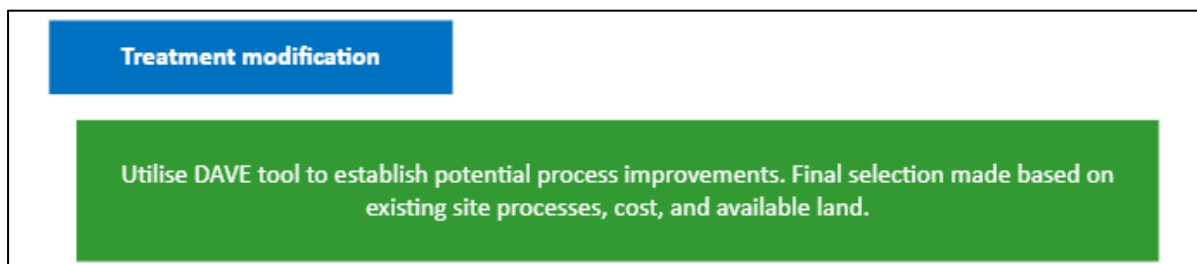 Treatment modification
Utilise DAVE tool to establish potential process improvements. Final selection made based on
existing site processes, cost, and available land.